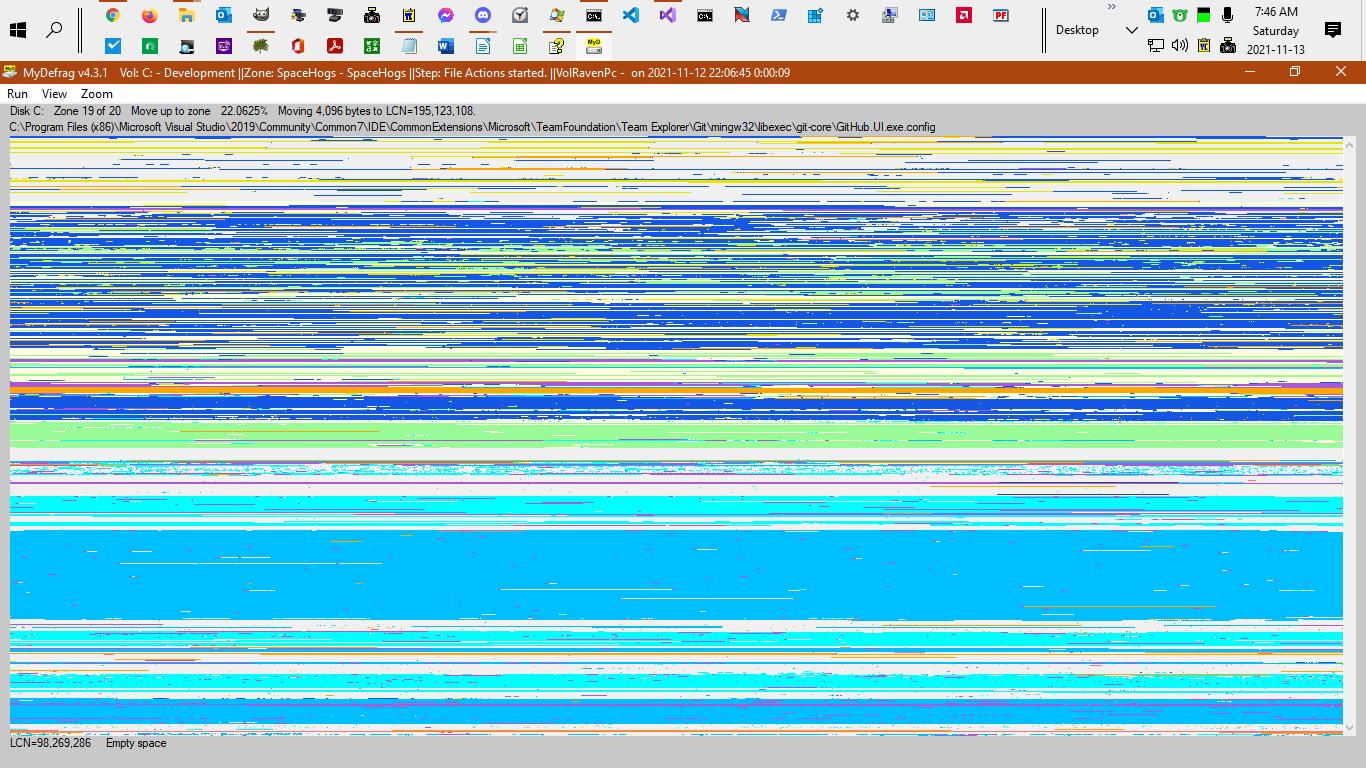 7:46 AM
Desktop
Saturday
2021-11-13
MyDefrag v4.3.1 Vol: C: - Development ||Zone: SpaceHogs - SpaceHogs ||Step: File Actions started. ||VolRavenPc - on 2021-11-12 22:06:45 0:00:09
Run View Zoom
Disk C: Zone 19 of 20 Move up to zone 22.0625% Moving 4,096 bytes to LCN=195,123,108.
C:\Program Files (x86)\Microsoft Visual Studio\2019\Community\Common7\IDE\CommonExtensions\Microsoft\TeamFoundation\Team Explorer\Git\mingw32\libexec\git-core\GitHub.UI.exe.config
LCN=98,269,286 Empty space